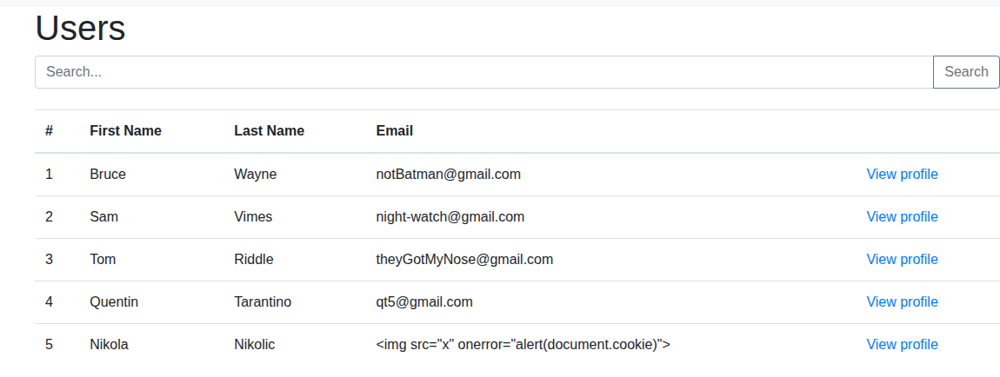 Users
Search... Search
# First Name Last Name Email
1 Bruce Wayne notBatman@gmail.com View profile
2 Sam Vimes night-watch@gmail.com View profile
3 Tom Riddle theyGotMyNose@gmail.com View profile
4 Quentin Tarantino qt5@gmail.com View profile
5 Nikola Nikolic <img src="x" onerror="alert(document.cookie)"> View profile